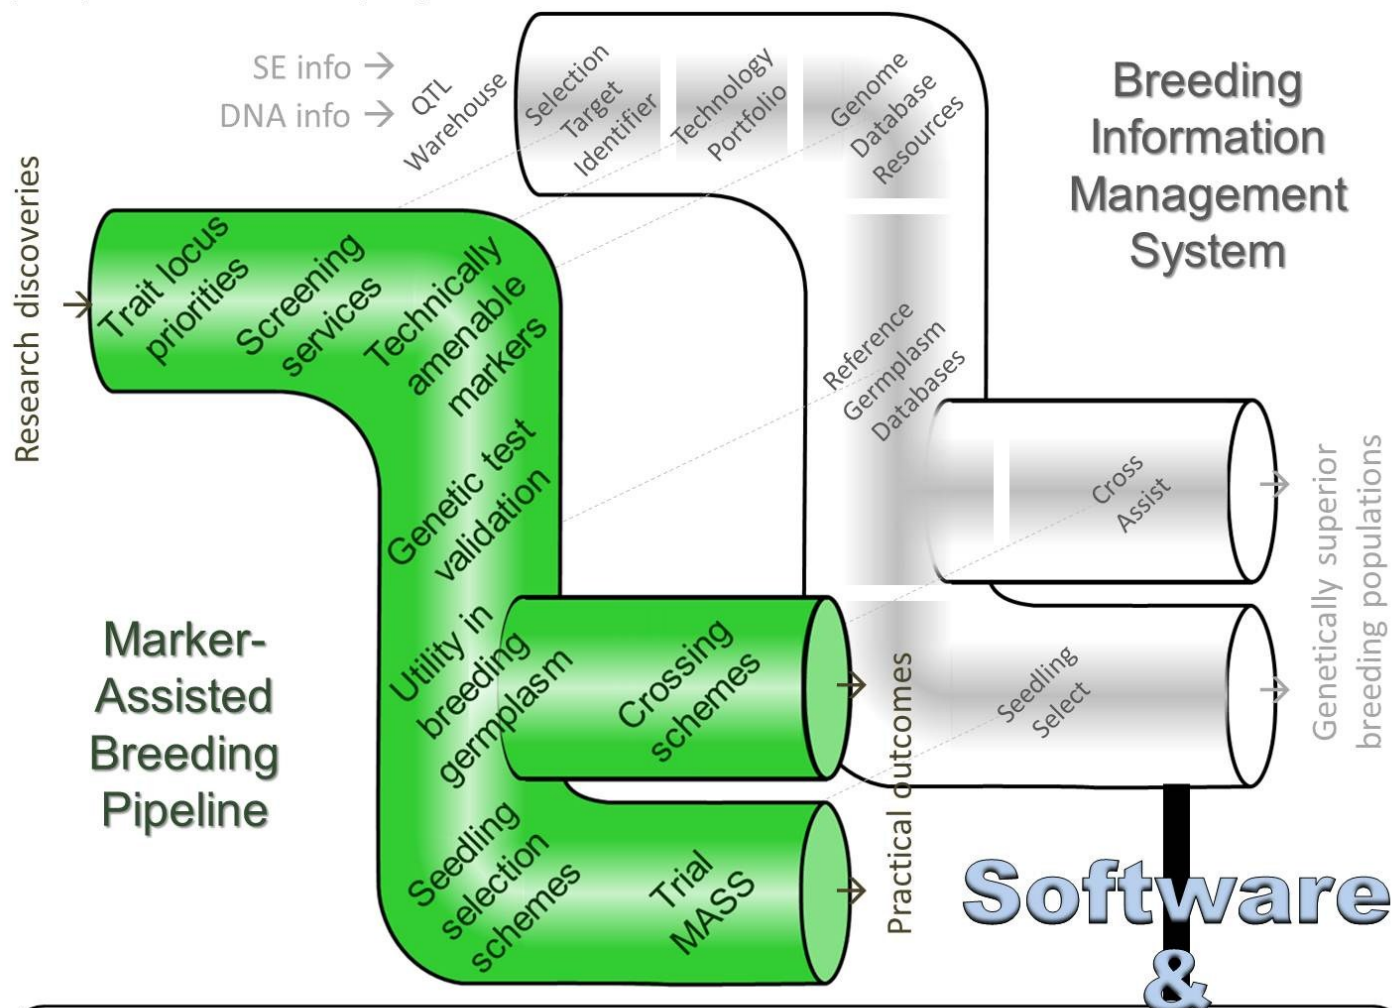 SE info →
DNA info →
QTL
Warehouse
Selection
Target
Identifier
Technology
Portfolio
Genome
Database
Resources
Breeding
Information
Management
System
Research discoveries
Trait locus
priorities
Screening
services
Technically
amenable
markers
Reference
Germplasm
Databases
Genetic test
validation
Cross
Assist
Genetically superior
breeding populations
Marker-
Assisted
Breeding
Pipeline
Utility in
breeding
germplasm
Crossing
schemes
Seedling
Select
Practical outcomes
Seedling
selection
schemes
Trial
MASS
Software
&